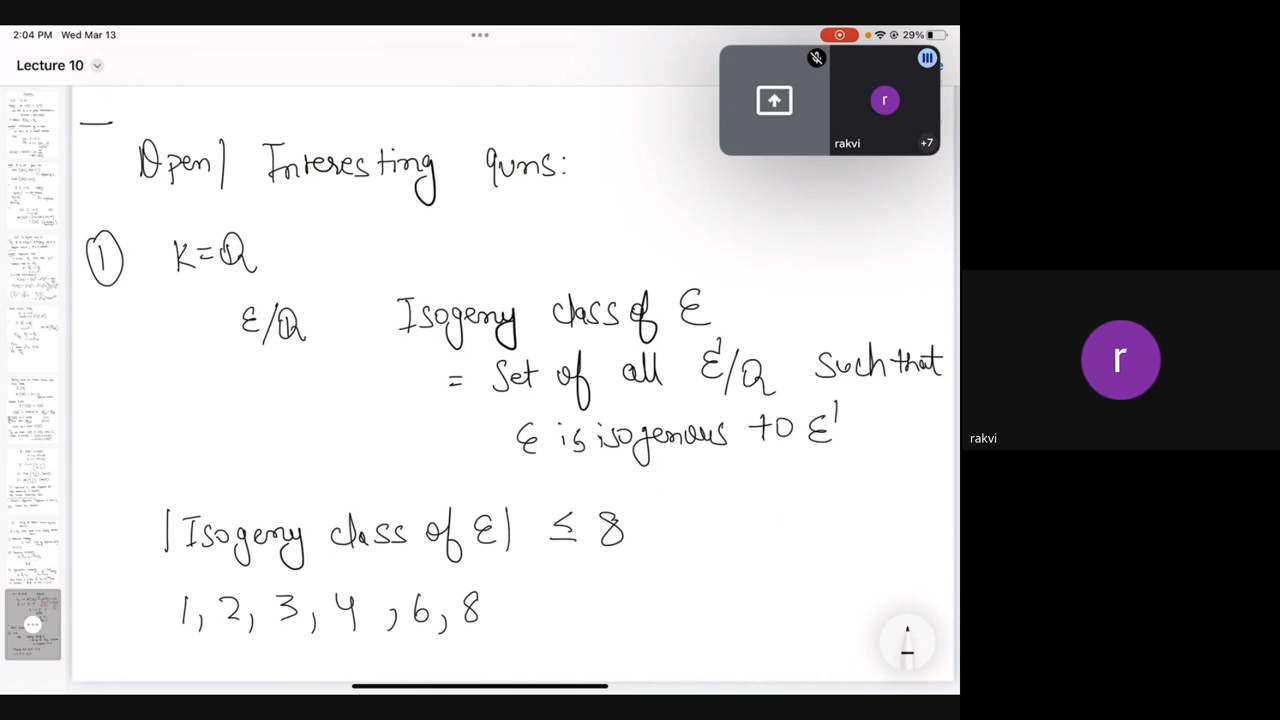 2:04 PM Wed Mar 13
29%
Lecture 10
r
rakvi
+7
Open| Interesting quns:
① K=Q
E/Q Isogeny class of E
= Set of all E'/Q such that
E is isogenous to E'
|Isogeny class of E| ≤ 8
1, 2, 3, 4 , 6, 8
r
rakvi